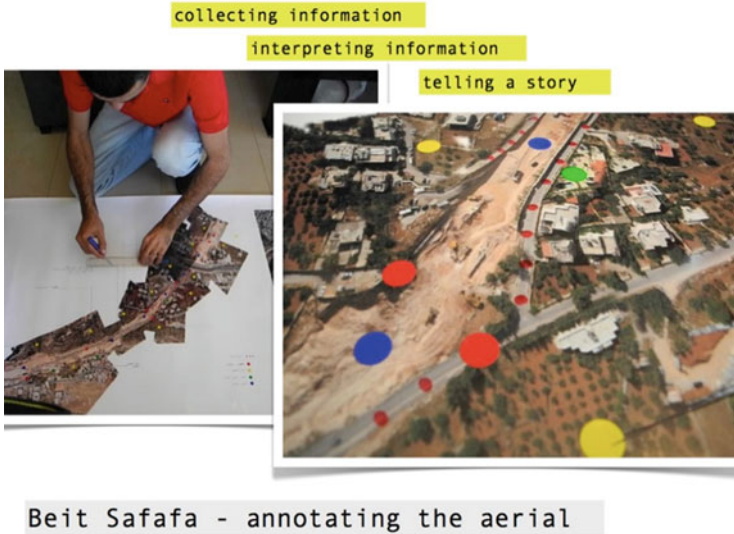 collecting information
interpreting information
telling a story
Beit Safafa - annotating the aerial